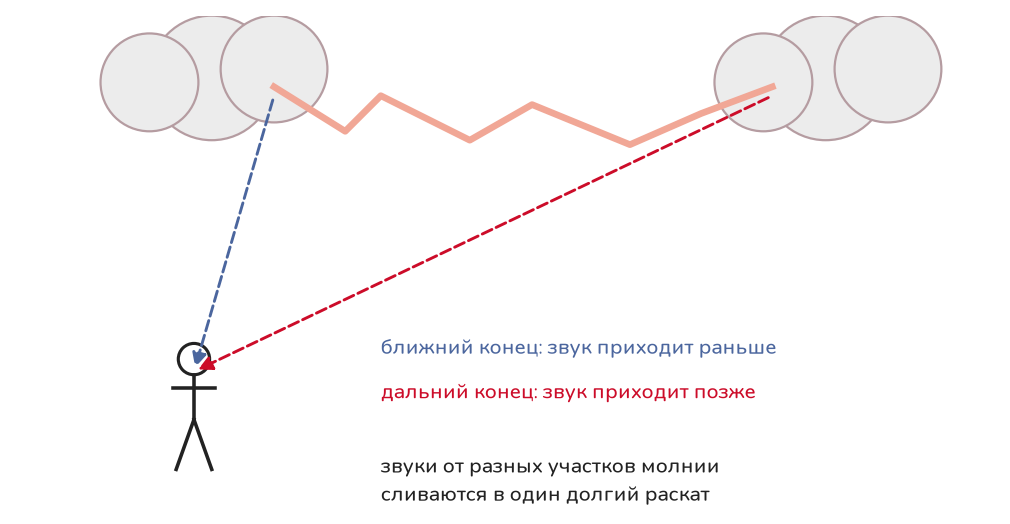 ближний конец: звук приходит раньше
дальний конец: звук приходит позже
звуки от разных участков молнии
сливаются в один долгий раскат